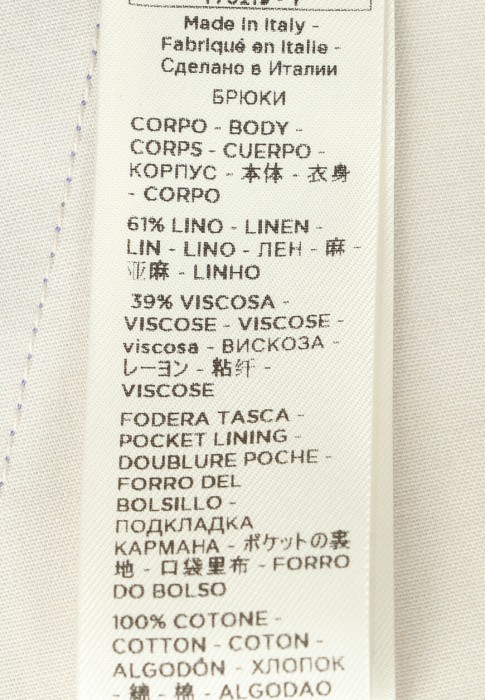 Made in Italy -
Fabriqué en Italie -
Сделано в Италии
БРЮКИ
CORPO - BODY -
CORPS - CUERPO -
КОРПУС - 本体 - 衣身
- CORPO
61% LINO - LINEN -
LIN - LINO - ЛЕН - 麻 -
亚麻 - LINHO
39% VISCOSA -
VISCOSE - VISCOSE -
viscosa - ВИСКОЗА -
レーヨン - 粘纤 -
VISCOSE
FODERA TASCA -
POCKET LINING -
DOUBLURE POCHE -
FORRO DEL
BOLSILLO -
ПОДКЛАДКА
КАРМАНА - ポケットの裏
地 - 口袋里布 - FORRO
DO BOLSO
100% COTONE -
COTTON - COTON -
ALGODÓN - ХЛОПОК
- 綿 - 棉 - ALGODAO